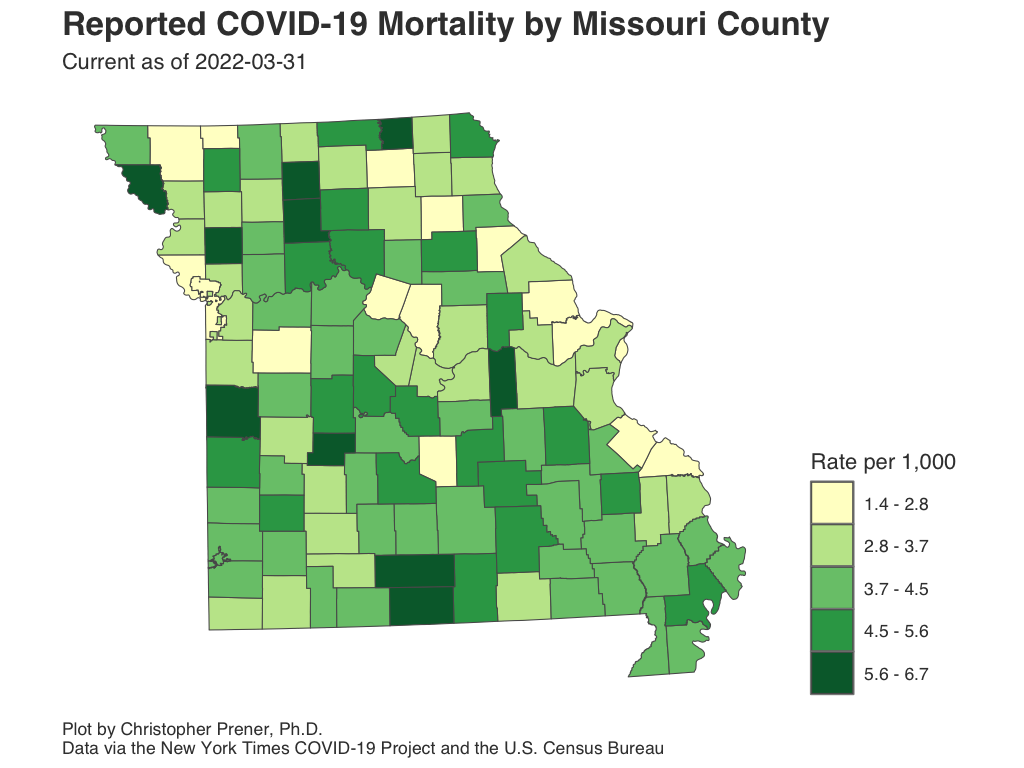 Reported COVID-19 Mortality by Missouri County
Current as of 2022-03-31
Rate per 1,000
1.4 - 2.8
2.8 - 3.7
3.7 - 4.5
4.5 - 5.6
5.6 - 6.7
Plot by Christopher Prener, Ph.D.
Data via the New York Times COVID-19 Project and the U.S. Census Bureau